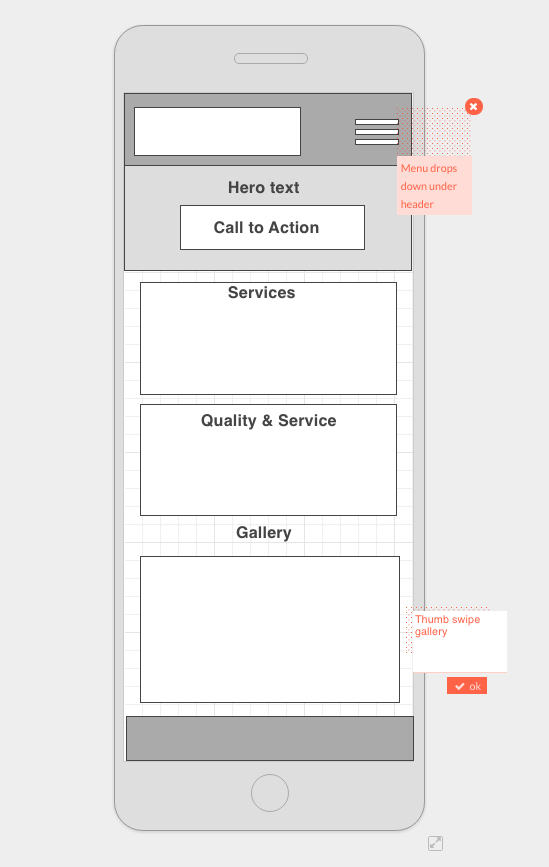 Menu drops
down under
header
Hero text
Call to Action
Services
Quality & Service
Gallery
Thumb swipe
gallery
ok